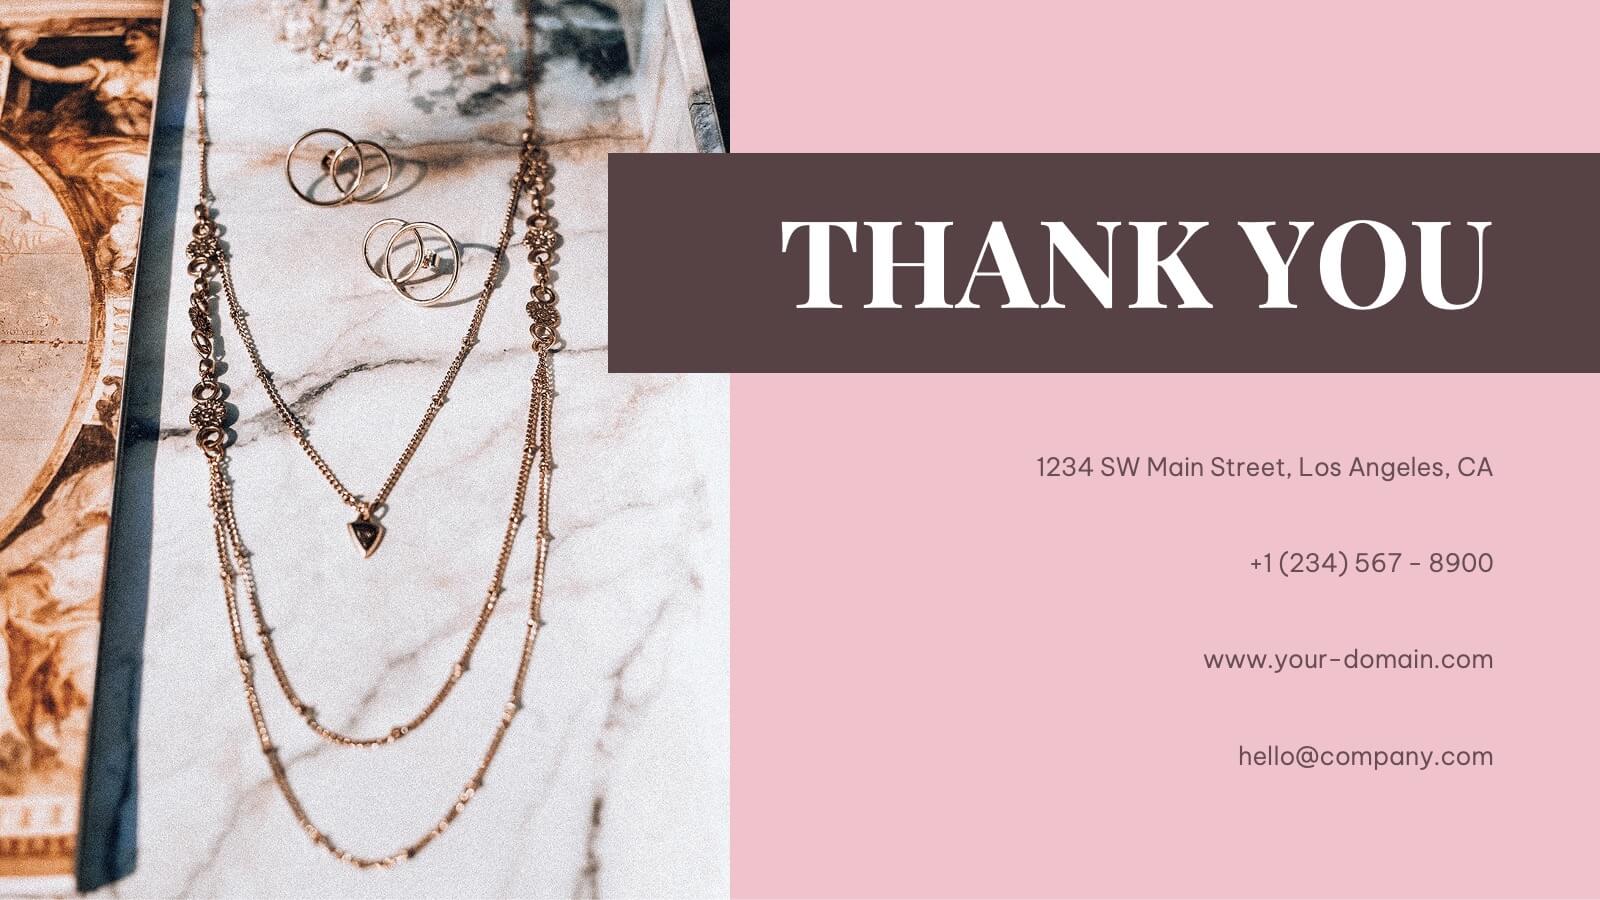 THANK YOU
1234 SW Main Street, Los Angeles, CA
+1 (234) 567 - 8900
www.your-domain.com
hello@company.com